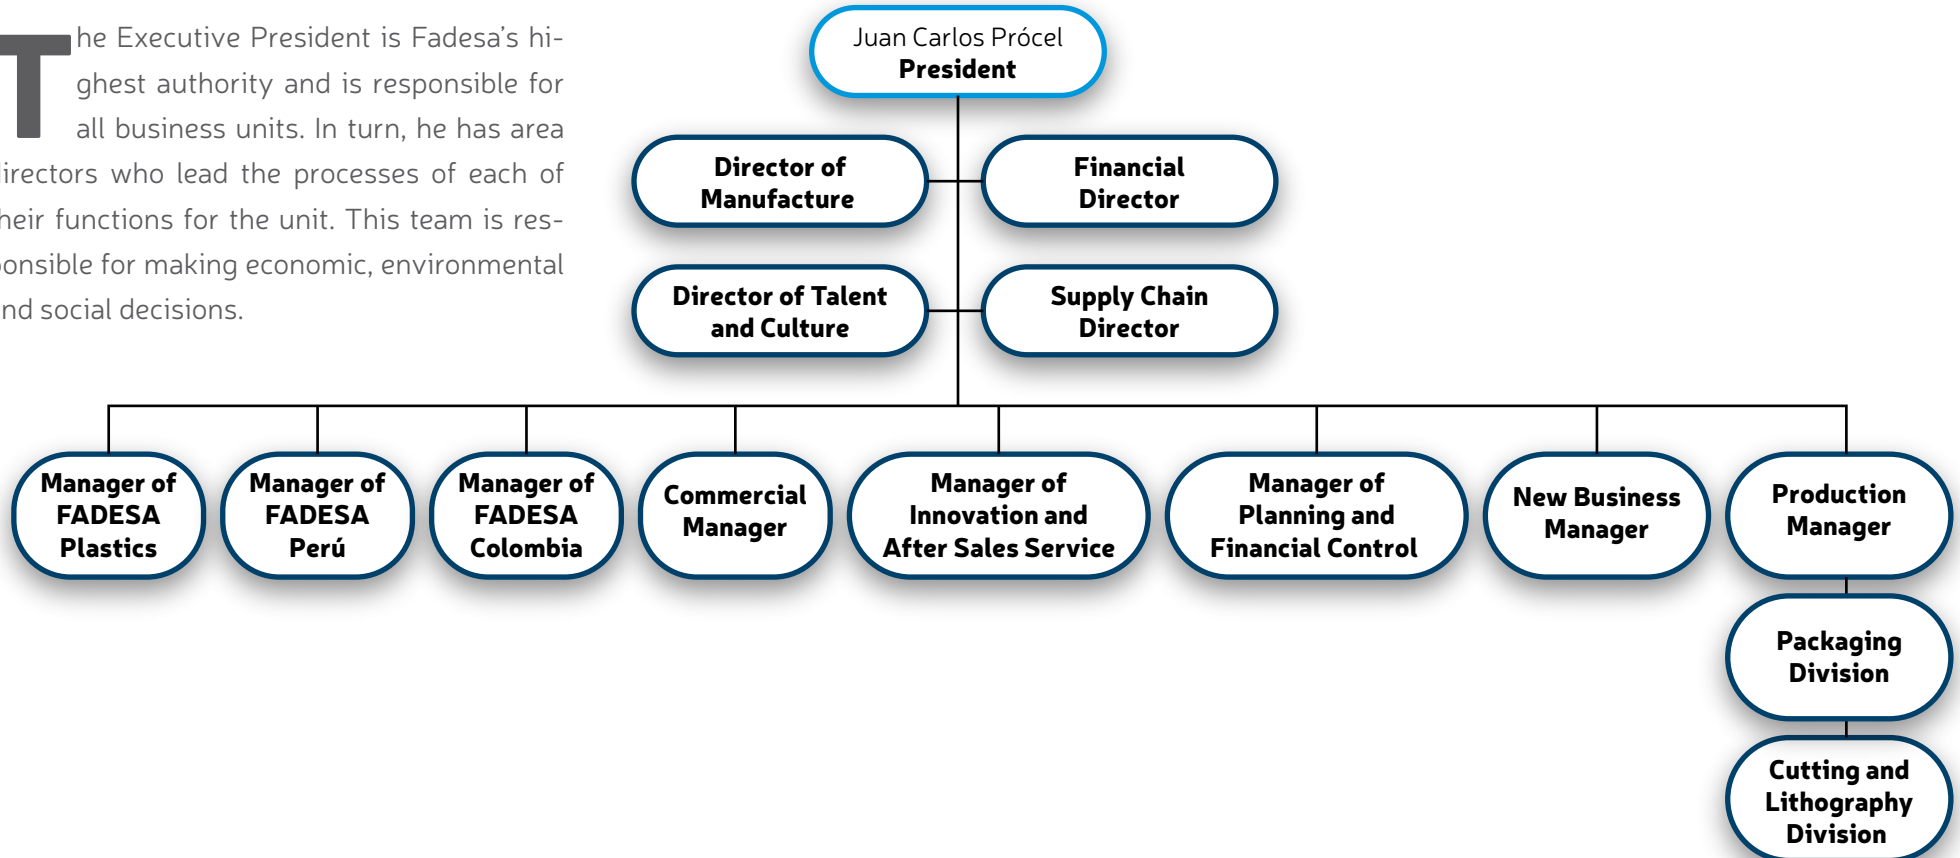 The Executive President is Fadesa's hi-
ghest authority and is responsible for
all business units. In turn, he has area
directors who lead the processes of each of
their functions for the unit. This team is res-
ponsible for making economic, environmental
and social decisions.
Juan Carlos Prócel
President
Director of
Manufacture
Financial
Director
Director of Talent
and Culture
Supply Chain
Director
Manager of
FADESA
Plastics
Manager of
FADESA
Perú
Manager of
FADESA
Colombia
Commercial
Manager
Manager of
Innovation and
After Sales Service
Manager of
Planning and
Financial Control
New Business
Manager
Production
Manager
Packaging
Division
Cutting and
Lithography
Division